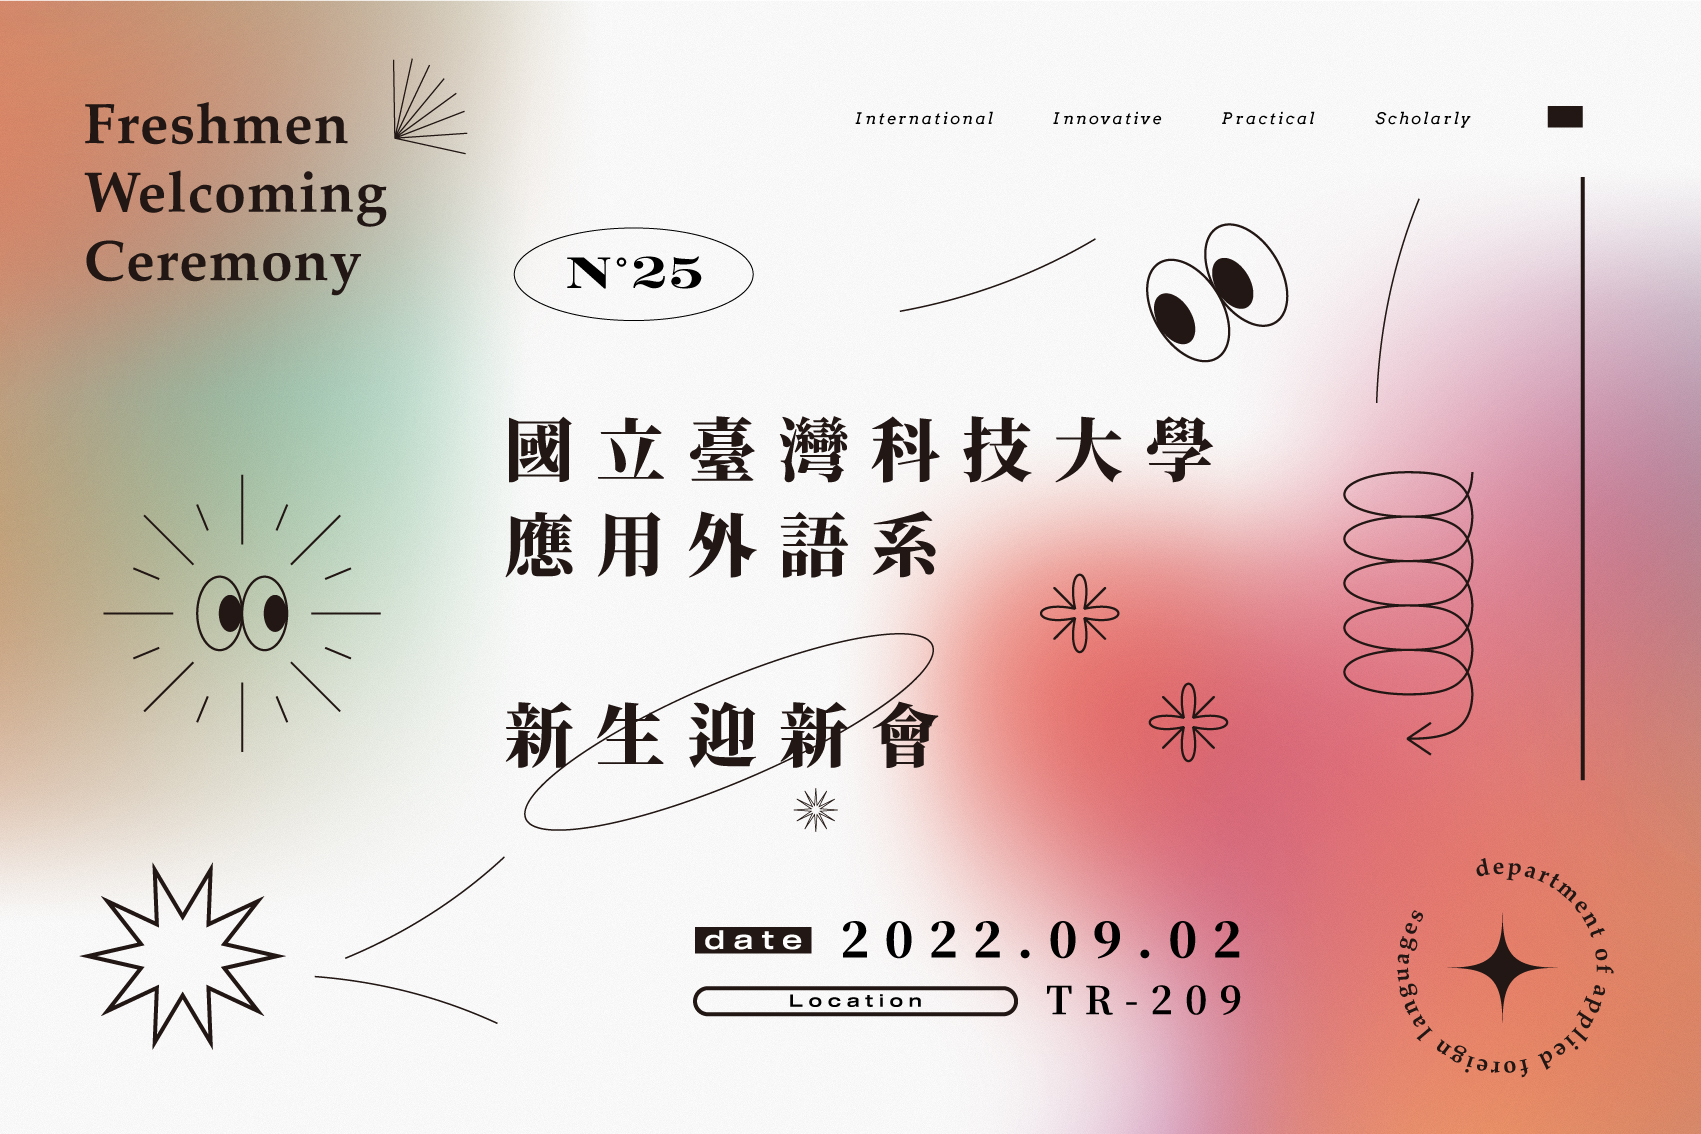 Freshmen
Welcoming
Ceremony
International Innovative Practical Scholarly
N°25
國立臺灣科技大學
應用外語系
新生迎新會
date 2022.09.02
Location TR-209
department of applied foreign languages